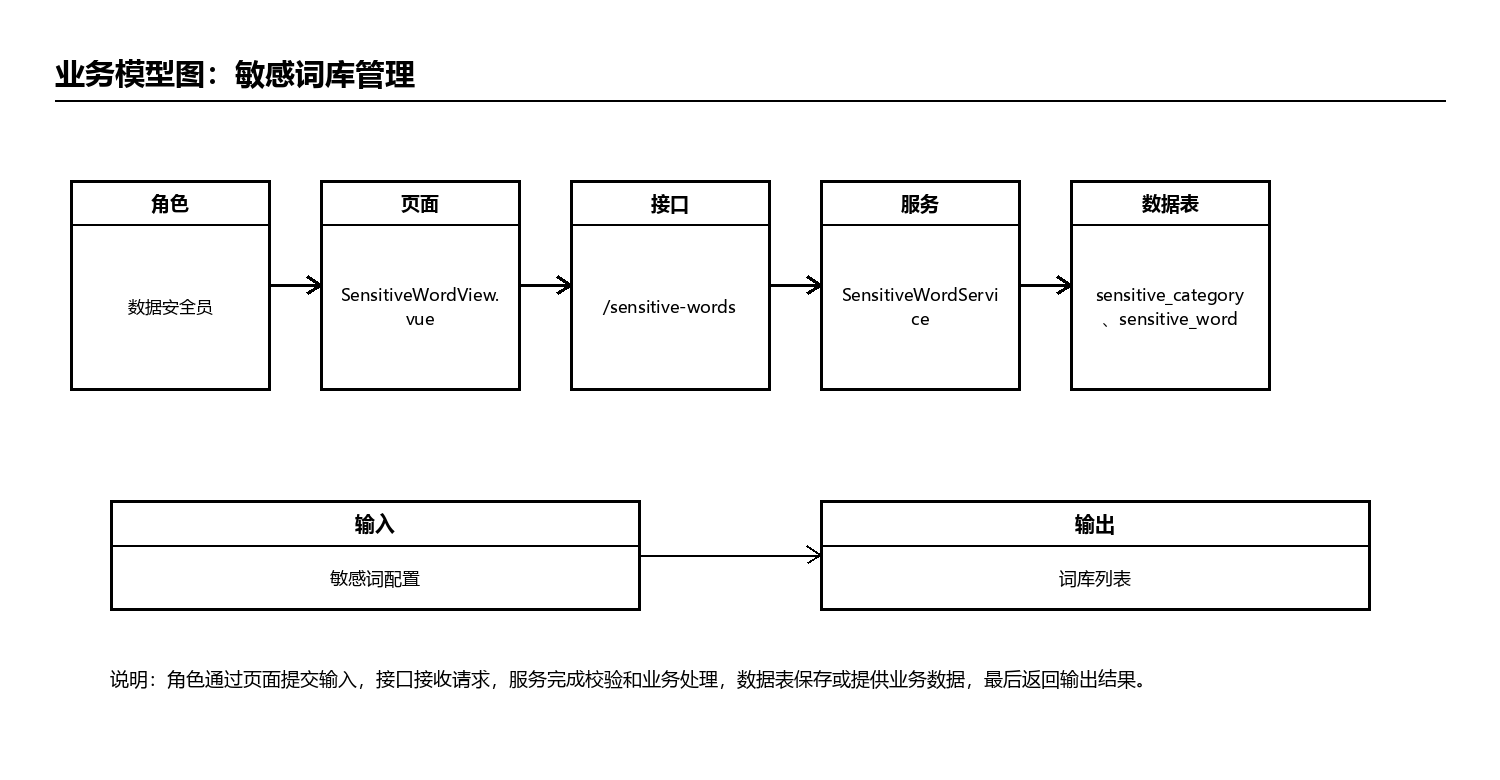 业务模型图：敏感词库管理
角色
数据安全员
页面
SensitiveWordView.
vue
接口
/sensitive-words
服务
SensitiveWordServi
ce
数据表
sensitive_category
、sensitive_word
输入
敏感词配置
输出
词库列表
说明：角色通过页面提交输入，接口接收请求，服务完成校验和业务处理，数据表保存或提供业务数据，最后返回输出结果。